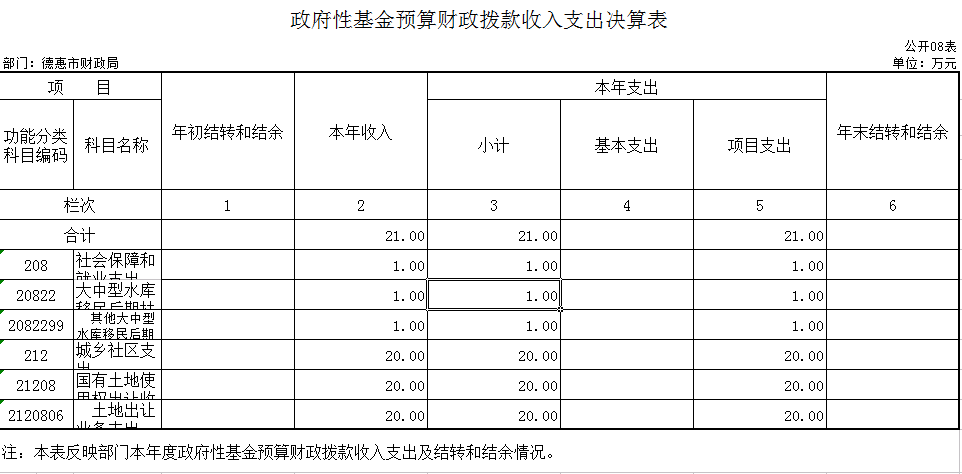 政府性基金预算财政拨款收入支出决算表
公开08表
部门：德惠市财政局 单位：万元
项 目 年初结转和结余 本年收入 本年支出 年末结转和结余
功能分类科目编码 科目名称 小计 基本支出 项目支出
栏次 1 2 3 4 5 6
合计 21.00 21.00 21.00
208 社会保障和就业支出 1.00 1.00 1.00
20822 大中型水库移民后期扶 1.00 1.00 1.00
2082299 其他大中型水库移民后期 1.00 1.00 1.00
212 城乡社区支出 20.00 20.00 20.00
21208 国有土地使用权出让收 20.00 20.00 20.00
2120806 土地出让业务支出 20.00 20.00 20.00
注：本表反映部门本年度政府性基金预算财政拨款收入支出及结转和结余情况。